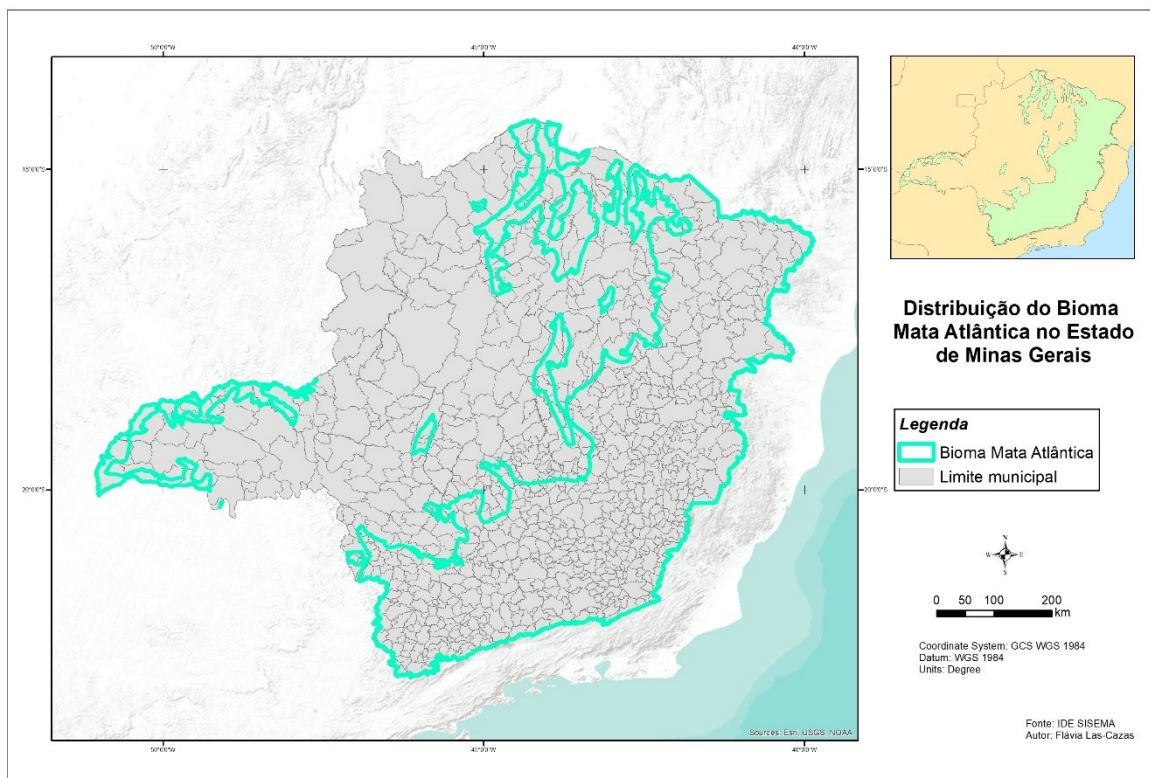 50°0'0"W 45°0'0"W 40°0'0"W
15°0'0"S 15°0'0"S
20°0'0"S 20°0'0"S
50°0'0"W 45°0'0"W 40°0'0"W
Sources: Esri, USGS, NOAA
Distribuição do Bioma
Mata Atlântica no Estado
de Minas Gerais
Legenda
Bioma Mata Atlântica
Limite municipal
N
W E
S
0 50 100 200
km
Coordinate System: GCS WGS 1984
Datum: WGS 1984
Units: Degree
Fonte: IDE SISEMA
Autor: Flávia Las-Cazas